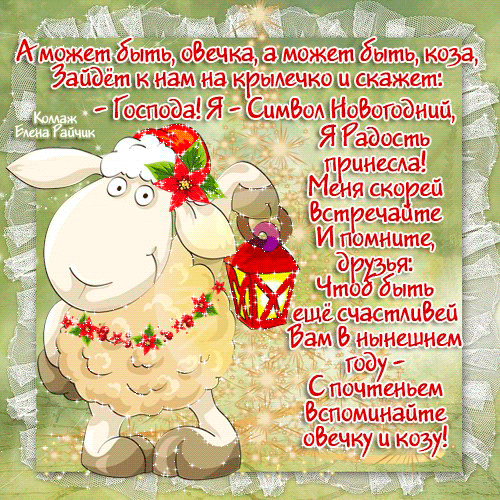 А может быть, овечка, а может быть, коза,
Зайдёт к нам на крылечко и скажет:
- Господа! Я - Символ Новогодний,
Коллаж
Елена Райчик
Я Радость
принесла!
Меня скорей
встречайте
И помните,
друзья:
Чтоб быть
ещё счастливей
Вам в нынешнем
году -
С почтеньем
вспоминайте
овечку и козу!